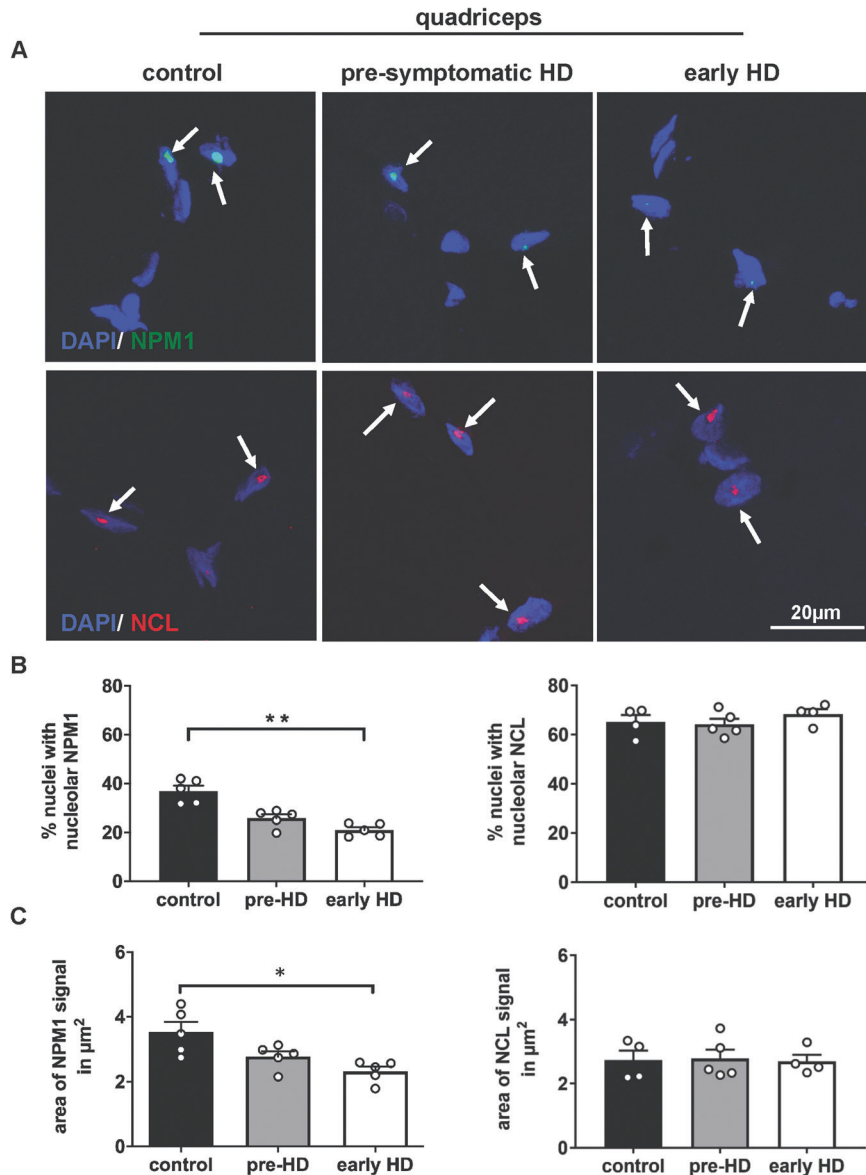 quadriceps
A
control pre-symptomatic HD early HD
DAPI/ NPM1
DAPI/ NCL
20µm
B
% nuclei with
nucleolar NPM1
80
60
40
20
0
**
control pre-HD early HD
% nuclei with
nucleolar NCL
80
60
40
20
0
control pre-HD early HD
C
area of NPM1 signal
in µm²
6
4
2
0
*
control pre-HD early HD
area of NCL signal
in µm²
6
4
2
0
control pre-HD early HD